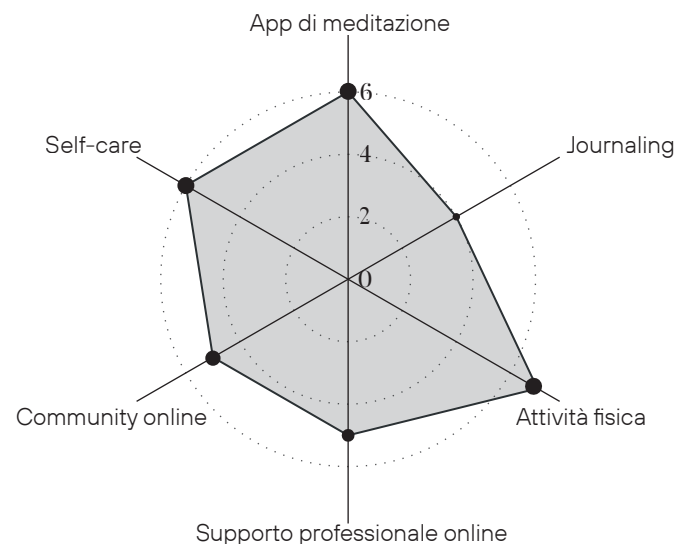 App di meditazione
6
Self-care
Journaling
4
2
0
Community online
Attività fisica
Supporto professionale online